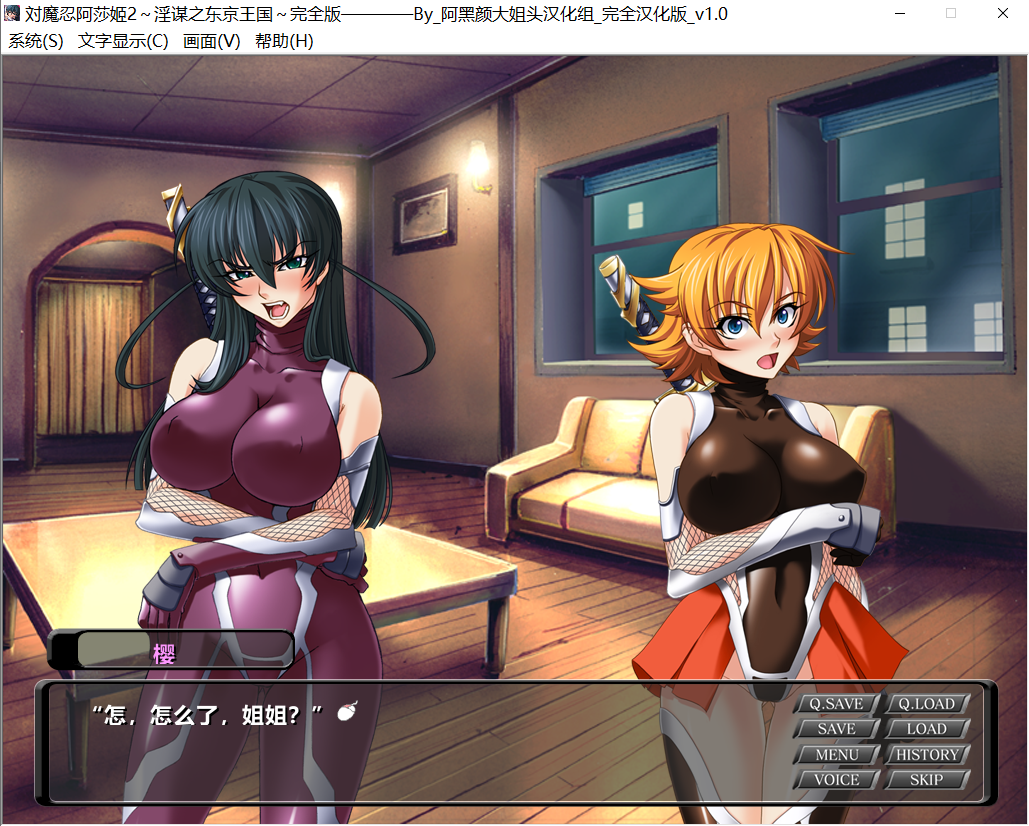 対魔忍阿莎姬2～淫谋之东京王国～完全版————By_阿黑颜大姐头汉化组_完全汉化版_v1.0
系统(S) 文字显示(C) 画面(V) 帮助(H)
樱
“怎，怎么了，姐姐？”
Q.SAVE Q.LOAD
SAVE LOAD
MENU HISTORY
VOICE SKIP